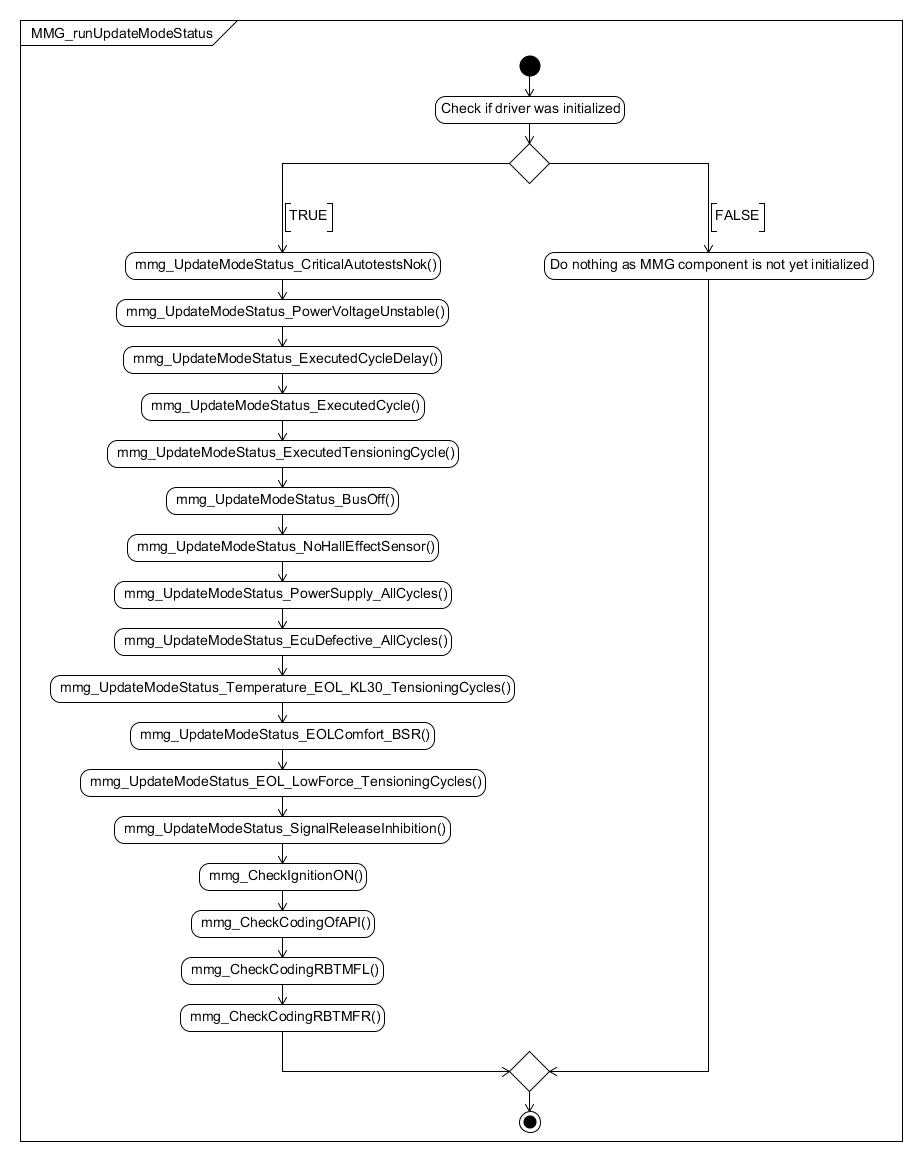 MMG_runUpdateModeStatus
Check if driver was initialized
[TRUE]
[FALSE]
mmg_UpdateModeStatus_CriticalAutotestsNok()
Do nothing as MMG component is not yet initialized
mmg_UpdateModeStatus_PowerVoltageUnstable()
mmg_UpdateModeStatus_ExecutedCycleDelay()
mmg_UpdateModeStatus_ExecutedCycle()
mmg_UpdateModeStatus_ExecutedTensioningCycle()
mmg_UpdateModeStatus_BusOff()
mmg_UpdateModeStatus_NoHallEffectSensor()
mmg_UpdateModeStatus_PowerSupply_AllCycles()
mmg_UpdateModeStatus_EcuDefective_AllCycles()
mmg_UpdateModeStatus_Temperature_EOL_KL30_TensioningCycles()
mmg_UpdateModeStatus_EOLComfort_BSR()
mmg_UpdateModeStatus_EOL_LowForce_TensioningCycles()
mmg_UpdateModeStatus_SignalReleaseInhibition()
mmg_CheckIgnitionON()
mmg_CheckCodingOfAPI()
mmg_CheckCodingRBTMFL()
mmg_CheckCodingRBTMFR()